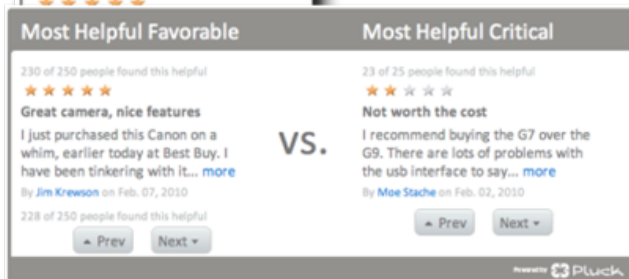 Most Helpful Favorable
230 of 250 people found this helpful
Great camera, nice features
I just purchased this Canon on a
whim, earlier today at Best Buy. I
have been tinkering with it... more
By Jim Krewson on Feb. 07, 2010
228 of 250 people found this helpful
Prev Next
VS.
Most Helpful Critical
23 of 25 people found this helpful
Not worth the cost
I recommend buying the G7 over the
G9. There are lots of problems with
the usb interface to say... more
By Moe Stache on Feb. 02, 2010
Prev Next
Powered by Pluck